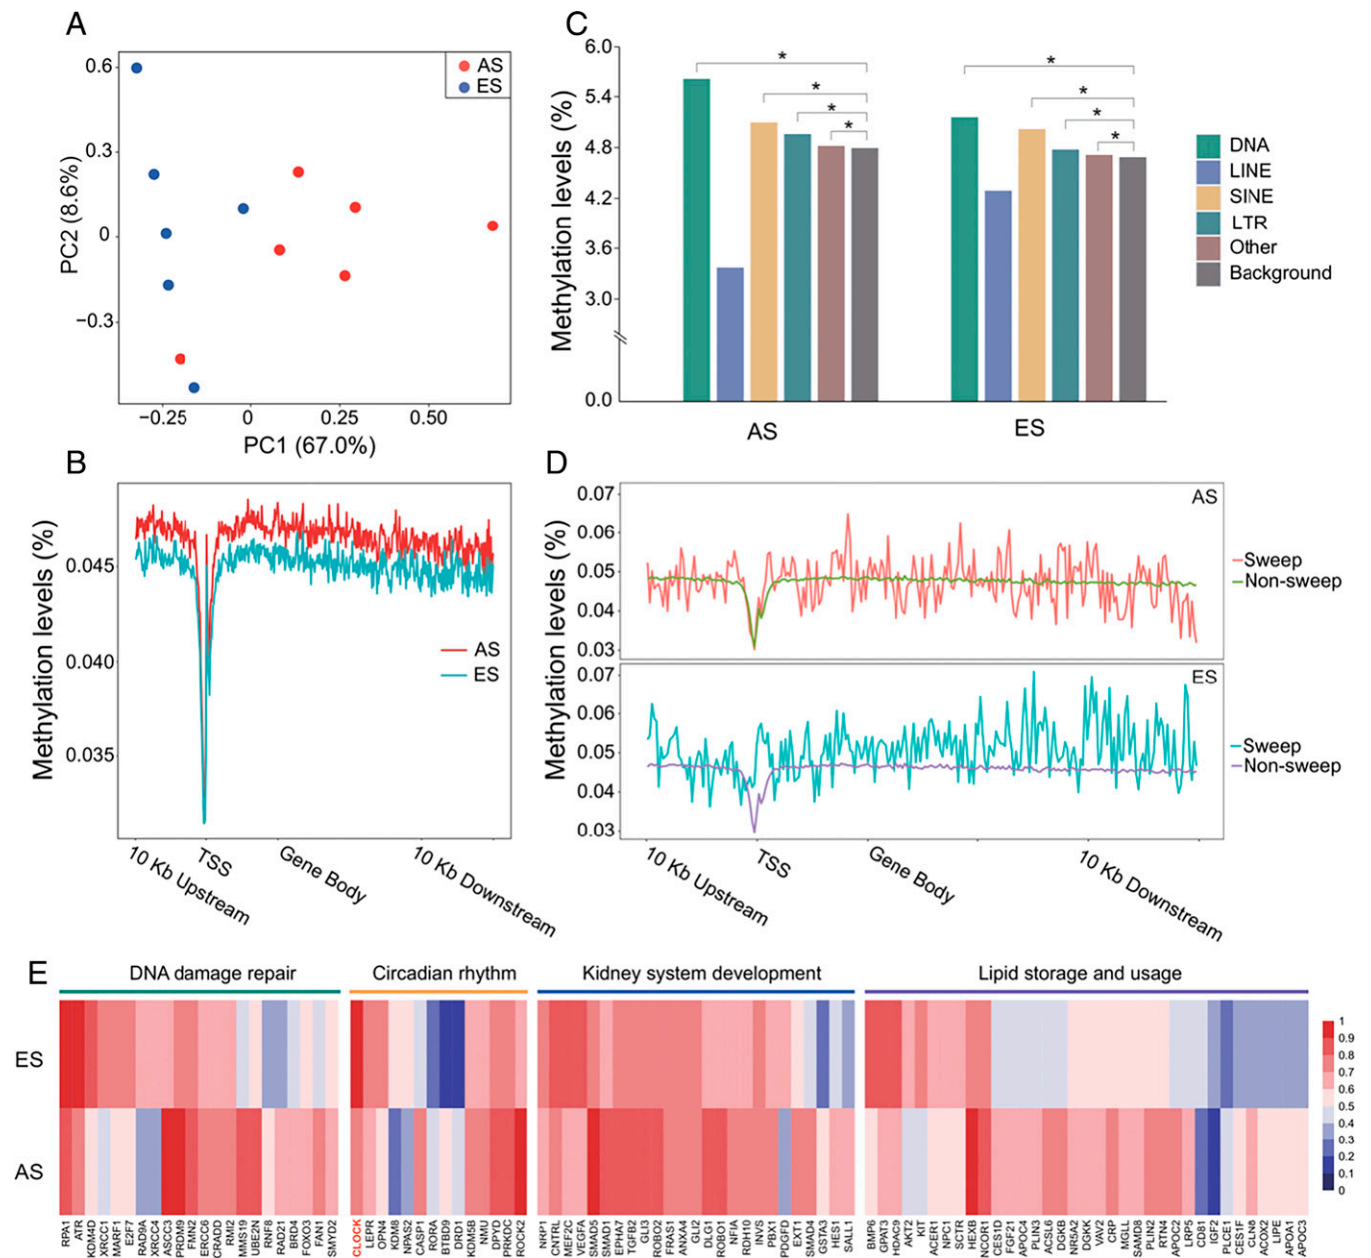 A
AS
ES
0.6
0.3
0
−0.3
PC2 (8.6%)
−0.25
0
0.25
0.50
PC1 (67.0%)
C
6.0
5.4
4.8
4.2
3.6
3.0
0.0
Methylation levels (%)
* * * *
* * * *
AS
ES
DNA
LINE
SINE
LTR
Other
Background
B
0.045
0.040
0.035
Methylation levels (%)
AS
ES
10 Kb Upstream
TSS
Gene Body
10 Kb Downstream
D
Methylation levels (%)
0.07
0.06
0.05
0.04
0.03
AS
Sweep
Non-sweep
0.07
0.06
0.05
0.04
0.03
ES
Sweep
Non-sweep
10 Kb Upstream
TSS
Gene Body
10 Kb Downstream
E
DNA damage repair
Circadian rhythm
Kidney system development
Lipid storage and usage
ES
AS
1
0.9
0.8
0.7
0.6
0.5
0.4
0.3
0.2
0.1
0
RPA1
ATR
KDM4D
XRCC1
MARF1
E2F7
RAD9A
XRCC4
ASCC3
PRDM9
FMN2
ERCC6
CRADD
RMI2
MMS19
UBE2N
RNF8
RAD21
BRD4
FOXO3
FAN1
SMYD2
CLOCK
LEPR
OPN4
KDM8
NPAS2
CASP1
RORA
BTBD9
DRD1
KDM5B
NMU
DPYD
PRKDC
ROCK2
NRP1
CNTRL
MEF2C
VEGFA
SMAD5
SMAD1
EPHA7
TGFB2
GLI3
ROBO2
FRAS1
ANXA4
GLI2
DLG1
ROBO1
NFIA
RDH10
INVS
PBX1
PDGFD
EXT1
SMAD4
GSTA3
HES1
SALL1
BMP6
GPAT3
HDAC9
AKT2
KIT
ACER1
NPC1
SCTR
HEXB
NCOR1
CES1D
FGF21
APOC4
PLIN3
ACSL6
DGKB
NR5A2
DGKK
VAV2
CRP
MGLL
SAMD8
PLIN2
RTN4
APOC2
LRP5
CD81
IGF2
PLCE1
CES1F
CLN8
ACOX2
LIPE
APOA1
APOC3